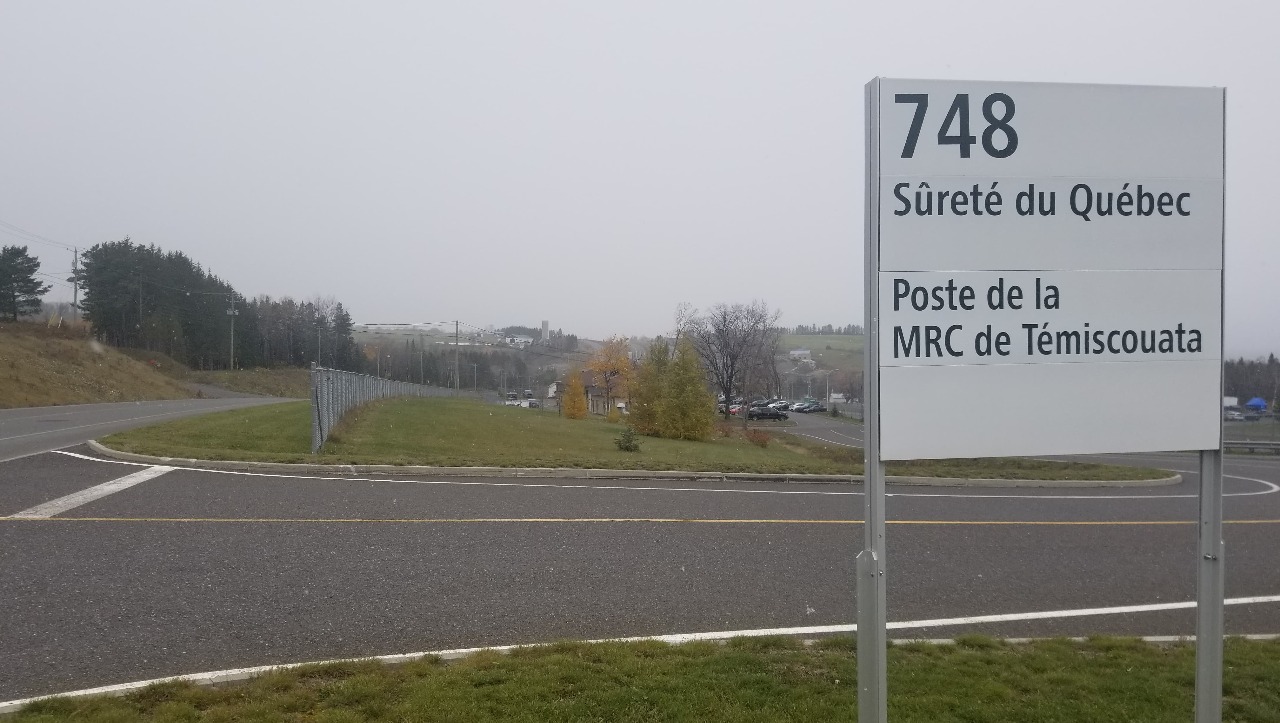 748
Sûreté du Québec
Poste de la
MRC de Témiscouata